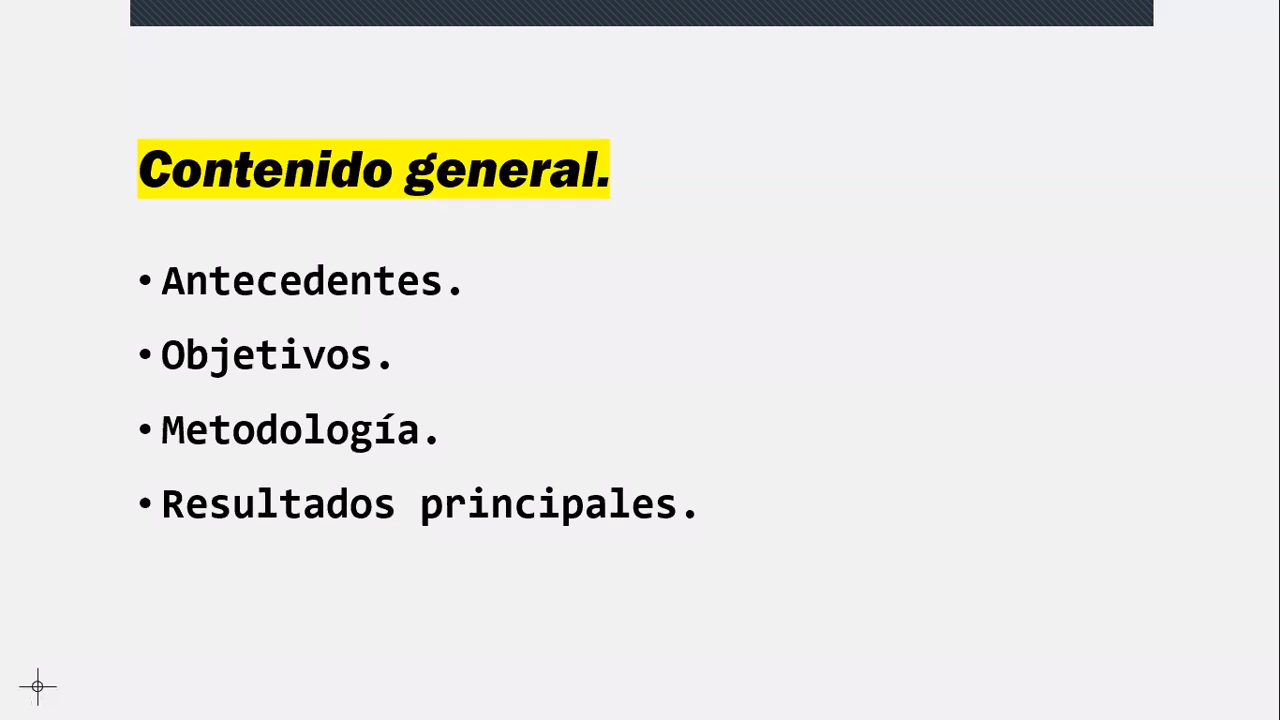 Contenido general.
• Antecedentes.
• Objetivos.
• Metodología.
• Resultados principales.